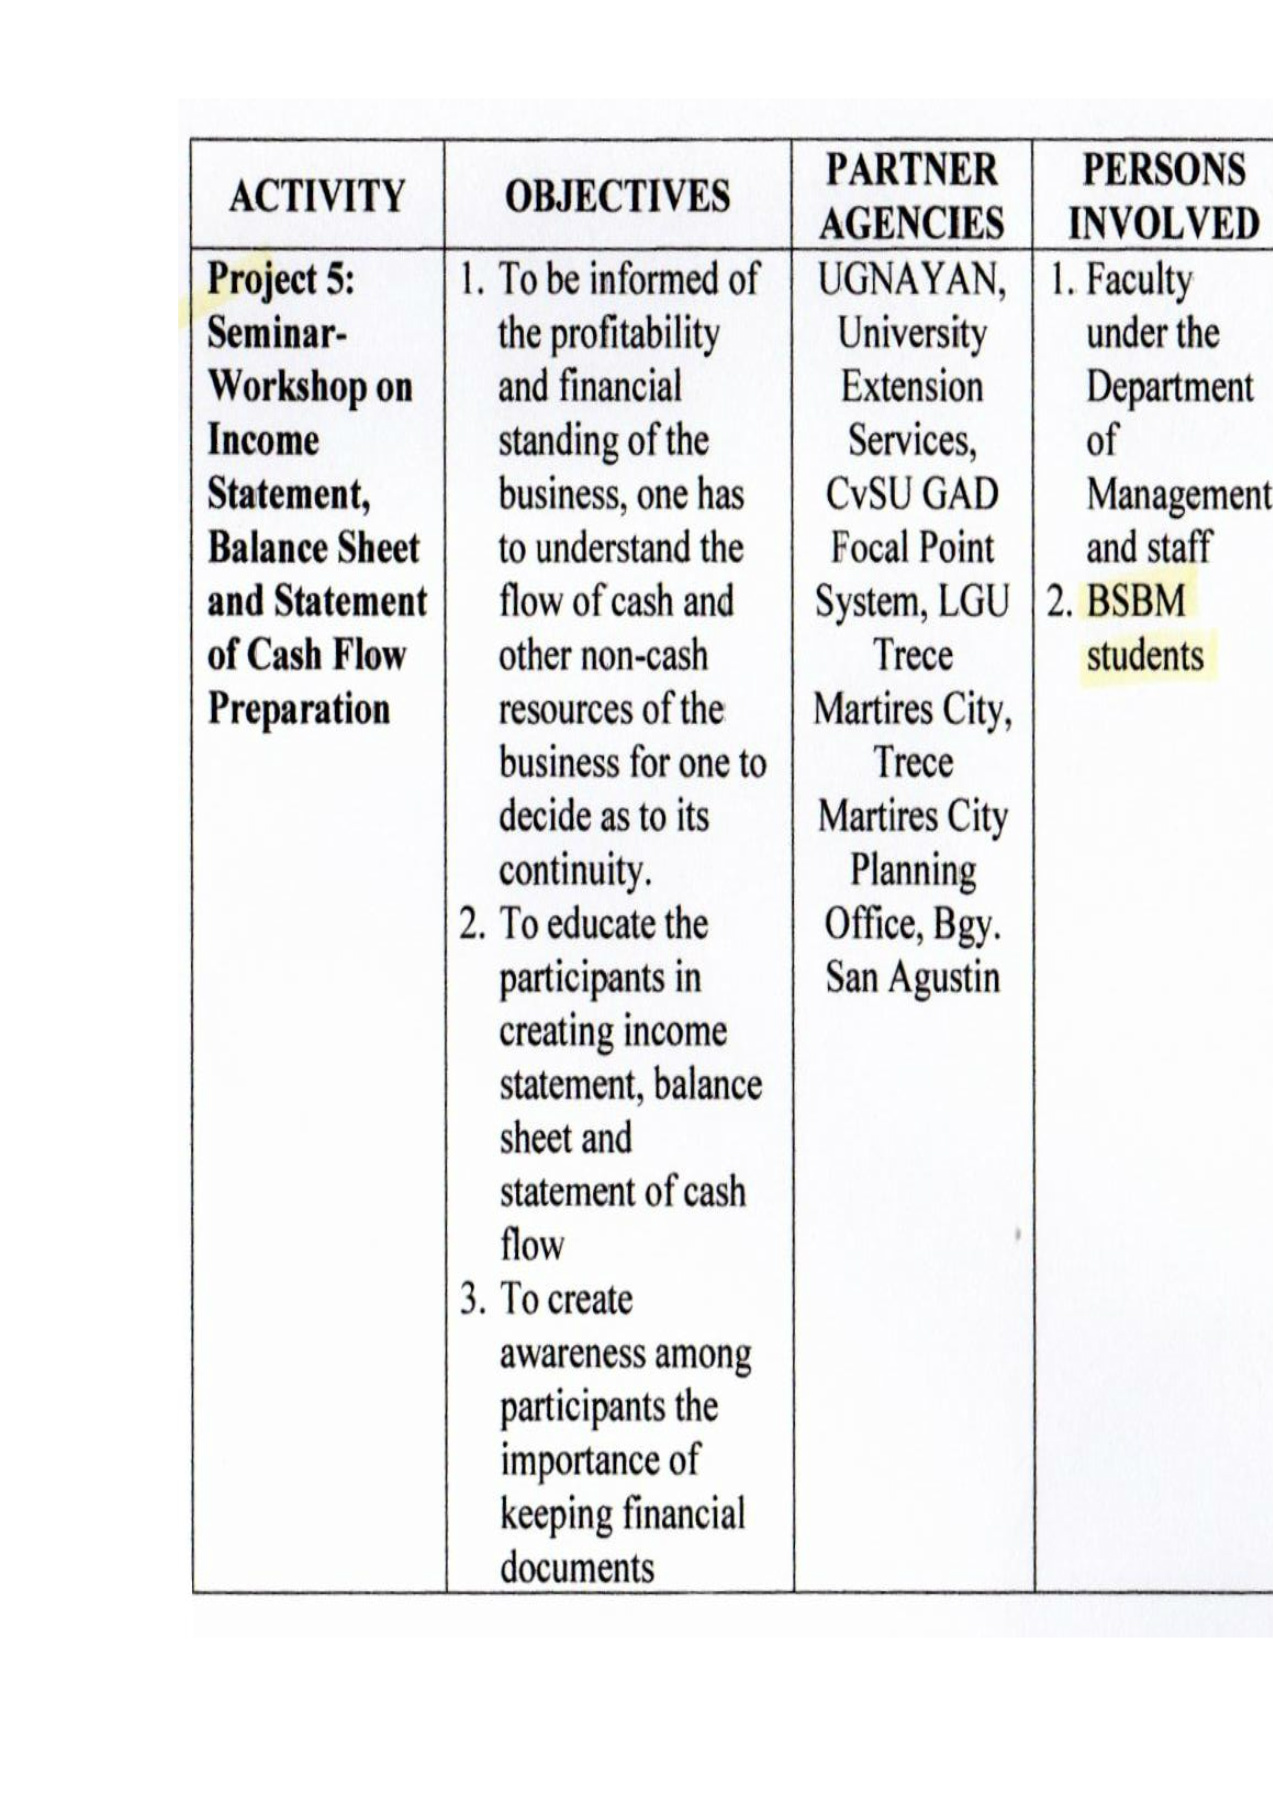 ACTIVITY
OBJECTIVES
PARTNER
AGENCIES
PERSONS
INVOLVED
Project 5:
Seminar-
Workshop on
Income
Statement,
Balance Sheet
and Statement
of Cash Flow
Preparation
1. To be informed of
the profitability
and financial
standing of the
business, one has
to understand the
flow of cash and
other non-cash
resources of the
business for one to
decide as to its
continuity.
2. To educate the
participants in
creating income
statement, balance
sheet and
statement of cash
flow
3. To create
awareness among
participants the
importance of
keeping financial
documents
UGNAYAN,
University
Extension
Services,
CvSU GAD
Focal Point
System, LGU
Trece
Martires City,
Trece
Martires City
Planning
Office, Bgy.
San Agustin
1. Faculty
under the
Department
of
Management
and staff
2. BSBM
students